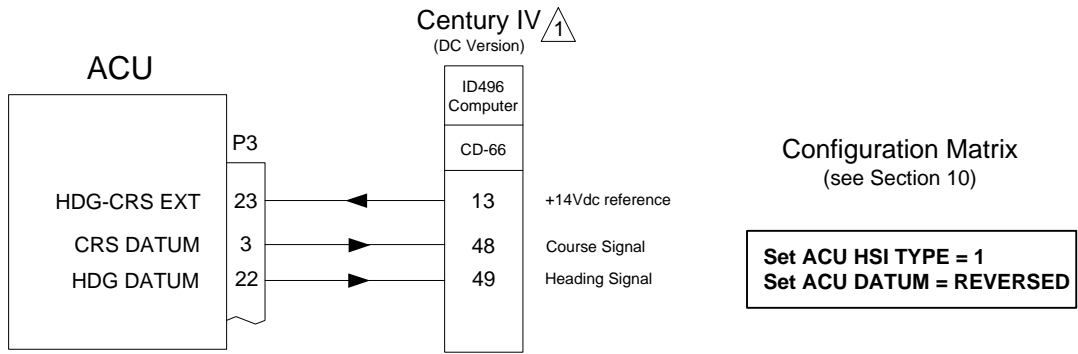 Century IV 1
(DC Version)
ACU
ID496
Computer
P3
CD-66
HDG-CRS EXT 23 13 +14Vdc reference
CRS DATUM 3 48 Course Signal
HDG DATUM 22 49 Heading Signal
Configuration Matrix
(see Section 10)
Set ACU HSI TYPE = 1
Set ACU DATUM = REVERSED